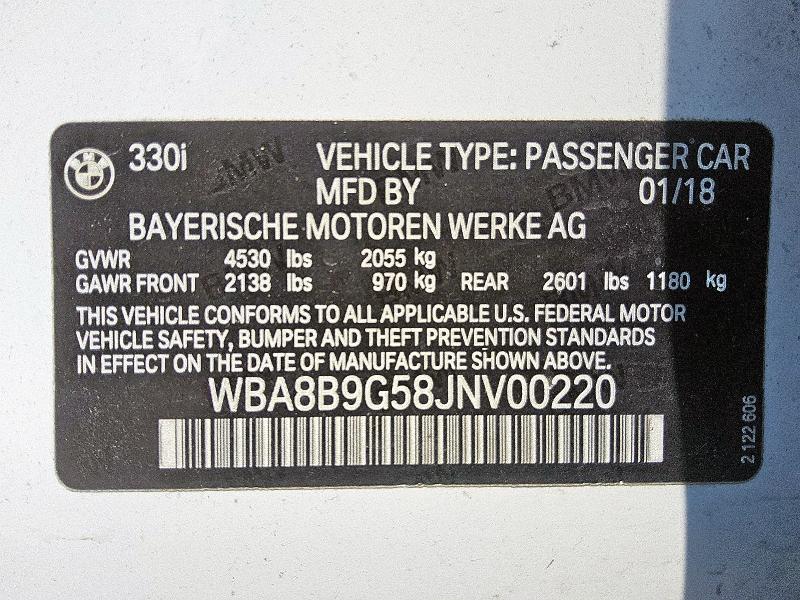 BMW 330i VEHICLE TYPE: PASSENGER CAR
MFD BY 01/18
BAYERISCHE MOTOREN WERKE AG
GVWR 4530 lbs 2055 kg
GAWR FRONT 2138 lbs 970 kg REAR 2601 lbs 1180 kg
THIS VEHICLE CONFORMS TO ALL APPLICABLE U.S. FEDERAL MOTOR
VEHICLE SAFETY, BUMPER AND THEFT PREVENTION STANDARDS
IN EFFECT ON THE DATE OF MANUFACTURE SHOWN ABOVE.
WBA8B9G58JNV00220
2 122 606